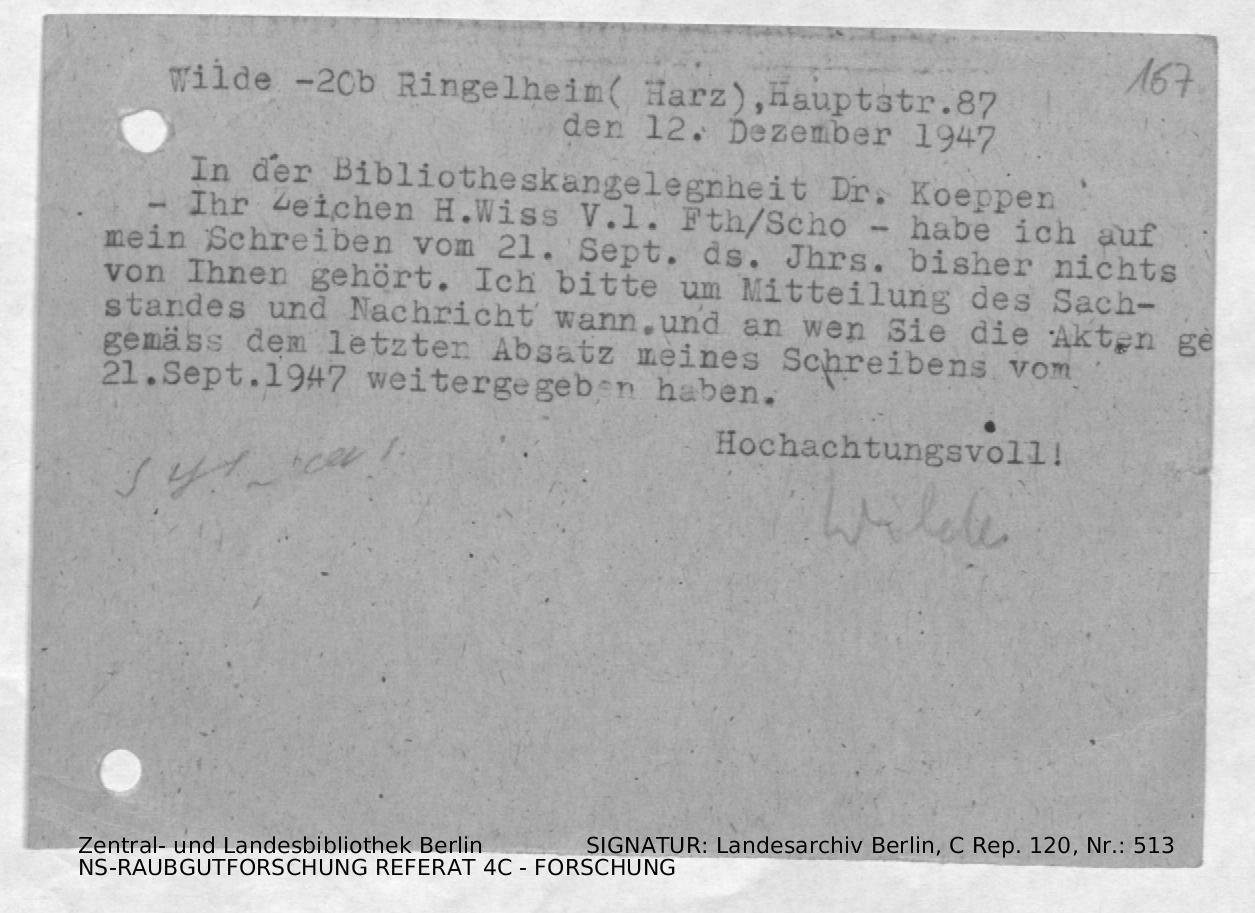 167
Wilde -20b Ringelheim( Harz),Hauptstr.87
den 12. Dezember 1947
In der Bibliotheskangelegnheit Dr. Koeppen
- Ihr Zeichen H.Wiss V.l. Fth/Scho - habe ich auf
mein Schreiben vom 21. Sept. ds. Jhrs. bisher nichts
von Ihnen gehört. Ich bitte um Mitteilung des Sach-
standes und Nachricht wann und an wen Sie die Akten ge
gemäss dem letzten Absatz meines Schreibens vom
21.Sept.1947 weitergegeben haben.
Hochachtungsvoll!
Wilde
Zentral- und Landesbibliothek Berlin SIGNATUR: Landesarchiv Berlin, C Rep. 120, Nr.: 513
NS-RAUBGUTFORSCHUNG REFERAT 4C - FORSCHUNG